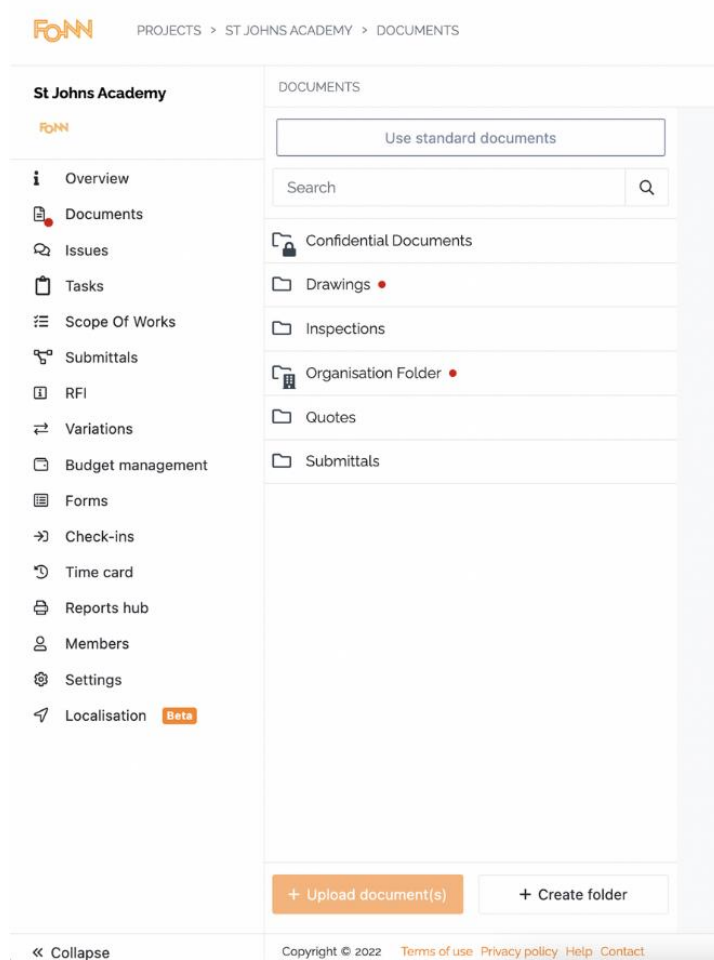 FONN
PROJECTS > ST JOHNS ACADEMY > DOCUMENTS
St Johns Academy
FONN
Overview
Documents
Issues
Tasks
Scope Of Works
Submittals
RFI
Variations
Budget management
Forms
Check-ins
Time card
Reports hub
Members
Settings
Localisation Beta
« Collapse
DOCUMENTS
Use standard documents
Search
Confidential Documents
Drawings
Inspections
Organisation Folder
Quotes
Submittals
+ Upload document(s)
+ Create folder
Copyright © 2022 Terms of use Privacy policy Help Contact